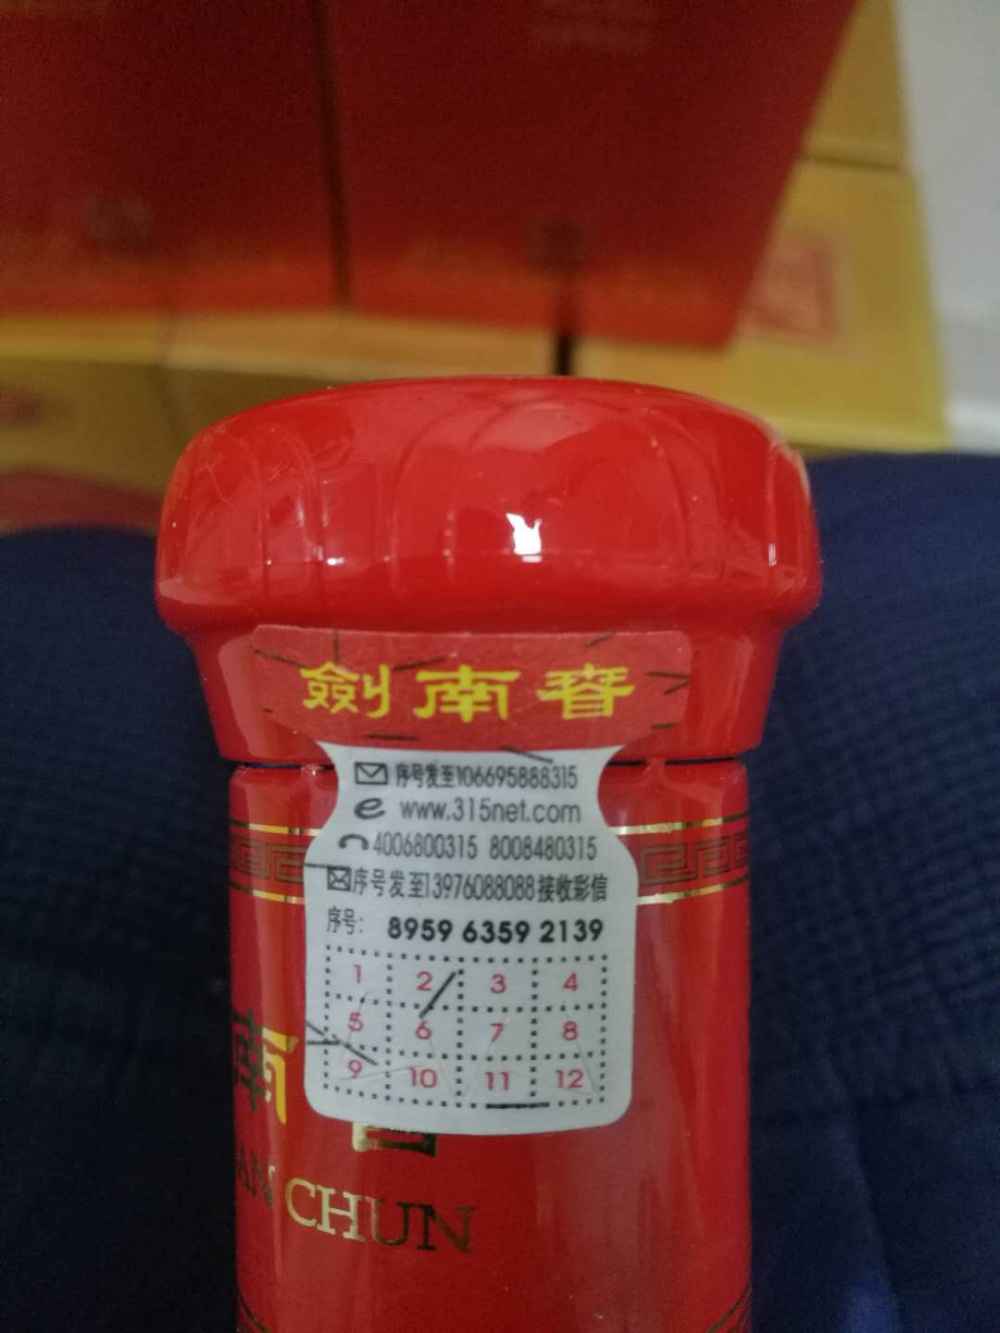 劍南春
序号发至106695888315
www.315net.com
4006800315 8008480315
序号发至13976088088接收彩信
序号: 8959 6359 2139
1 2 3 4
5 6 7 8
9 10 11 12
南
CHUN